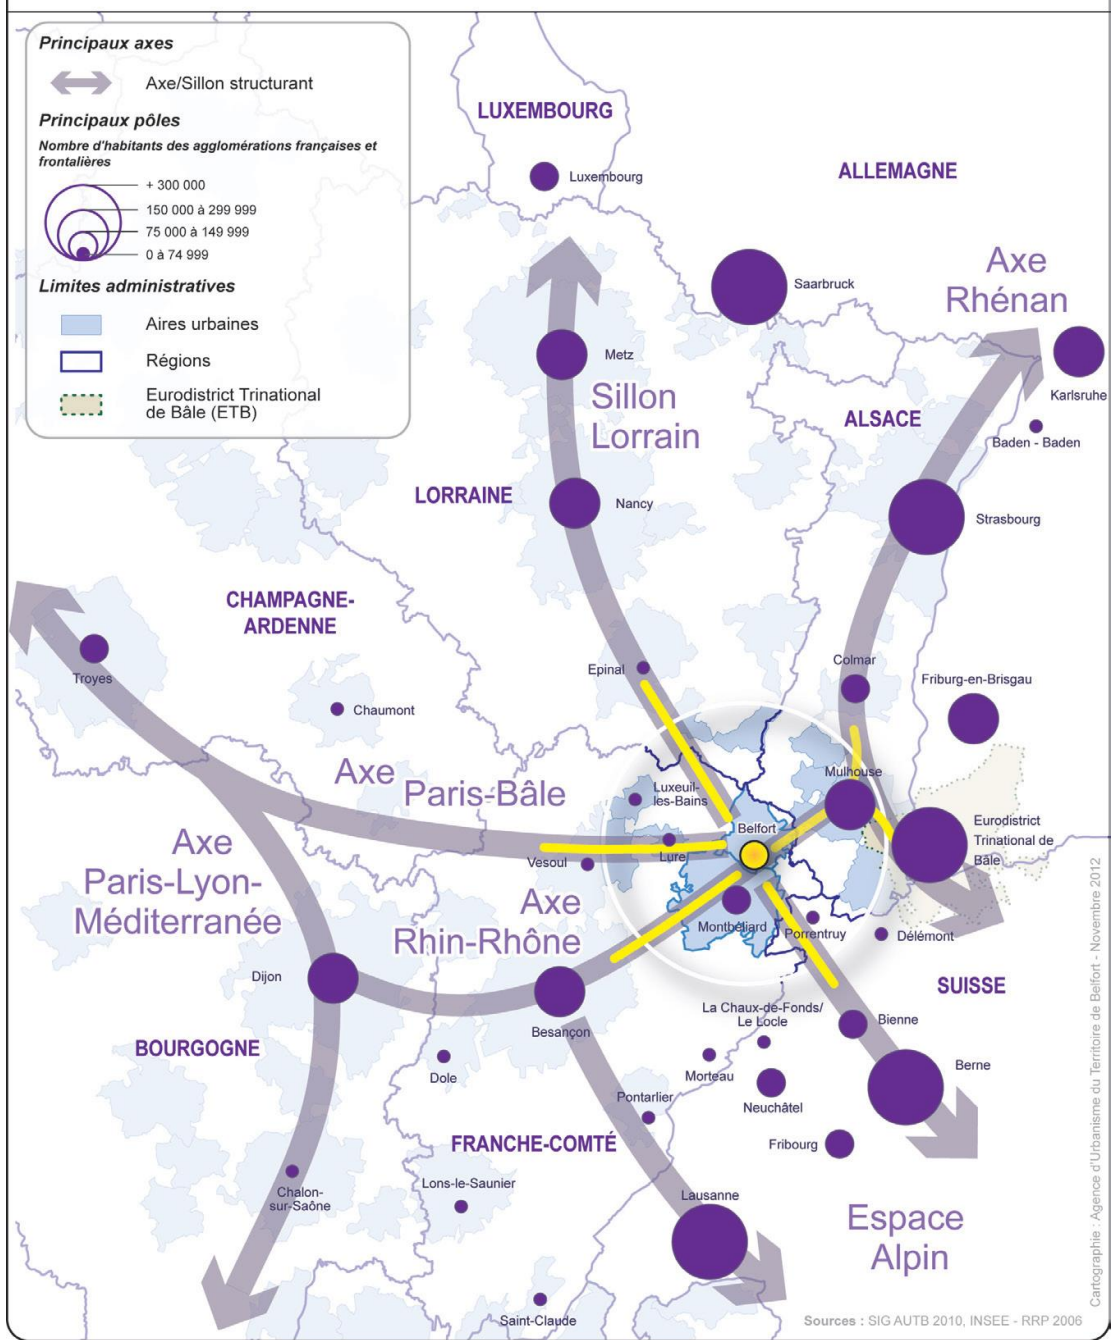 Principaux axes
Axe/Sillon structurant
Principaux pôles
Nombre d'habitants des agglomérations françaises et
frontalières
+ 300 000
150 000 à 299 999
75 000 à 149 999
0 à 74 999
Limites administratives
Aires urbaines
Régions
Eurodistrict Trinational
de Bâle (ETB)
LUXEMBOURG
Luxembourg
ALLEMAGNE
Saarbruck
Axe
Rhénan
Metz
Karlsruhe
Sillon
Lorrain
ALSACE
Baden - Baden
LORRAINE
Nancy
Strasbourg
CHAMPAGNE-
ARDENNE
Troyes
Epinal
Colmar
Friburg-en-Brisgau
Chaumont
Axe
Paris-Bâle
Luxeuil-
les-Bains
Mulhouse
Belfort
Eurodistrict
Trinational de
Bâle
Vesoul
Lure
Axe
Paris-Lyon-
Méditerranée
Axe
Rhin-Rhône
Montbéliard
Porrentruy
Délémont
Dijon
SUISSE
Besançon
La Chaux-de-Fonds/
Le Locle
Bienne
BOURGOGNE
Dole
Morteau
Berne
Neuchâtel
Pontarlier
FRANCHE-COMTÉ
Fribourg
Chalon-
sur-Saône
Lons-le-Saunier
Lausanne
Espace
Alpin
Saint-Claude
Sources : SIG AUTB 2010, INSEE - RRP 2006
Cartographie : Agence d'Urbanisme du Territoire de Belfort - Novembre 2012